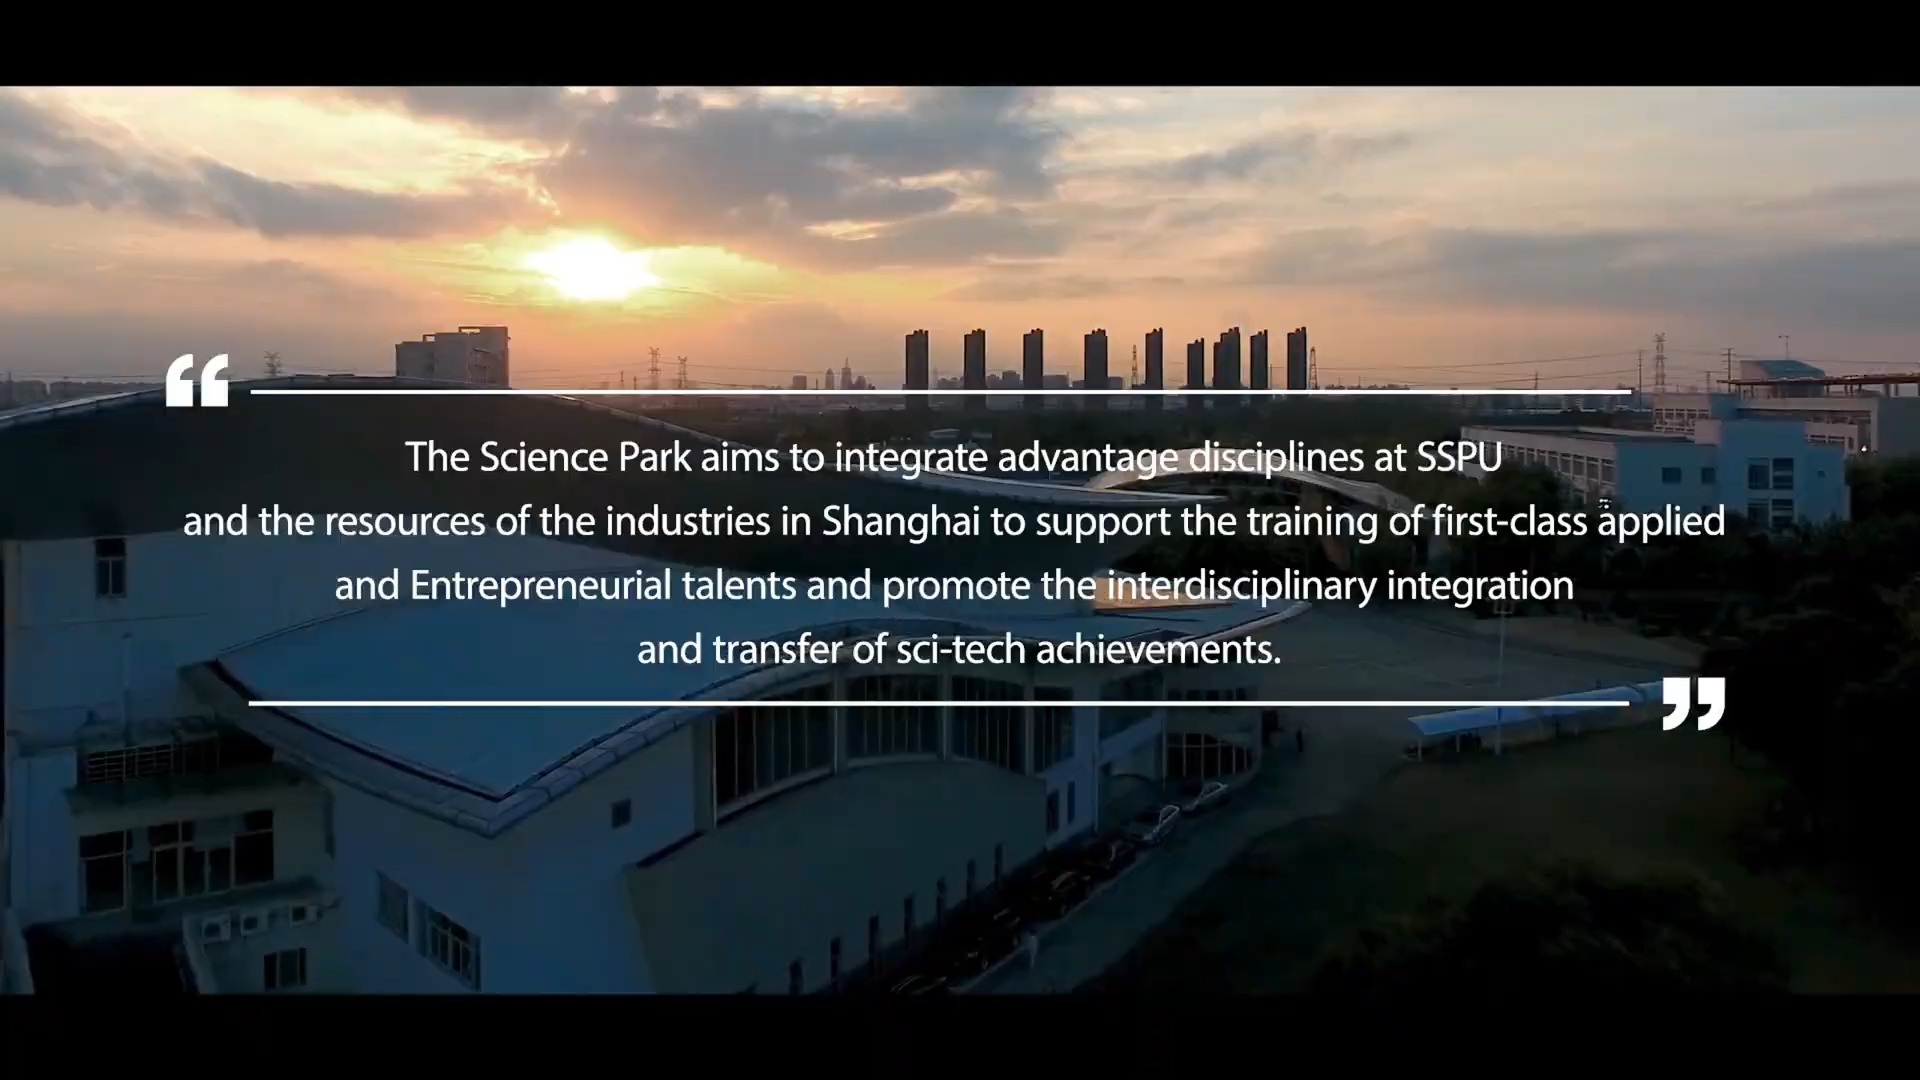 “
The Science Park aims to integrate advantage disciplines at SSPU
and the resources of the industries in Shanghai to support the training of first-class applied
and Entrepreneurial talents and promote the interdisciplinary integration
and transfer of sci-tech achievements.
”